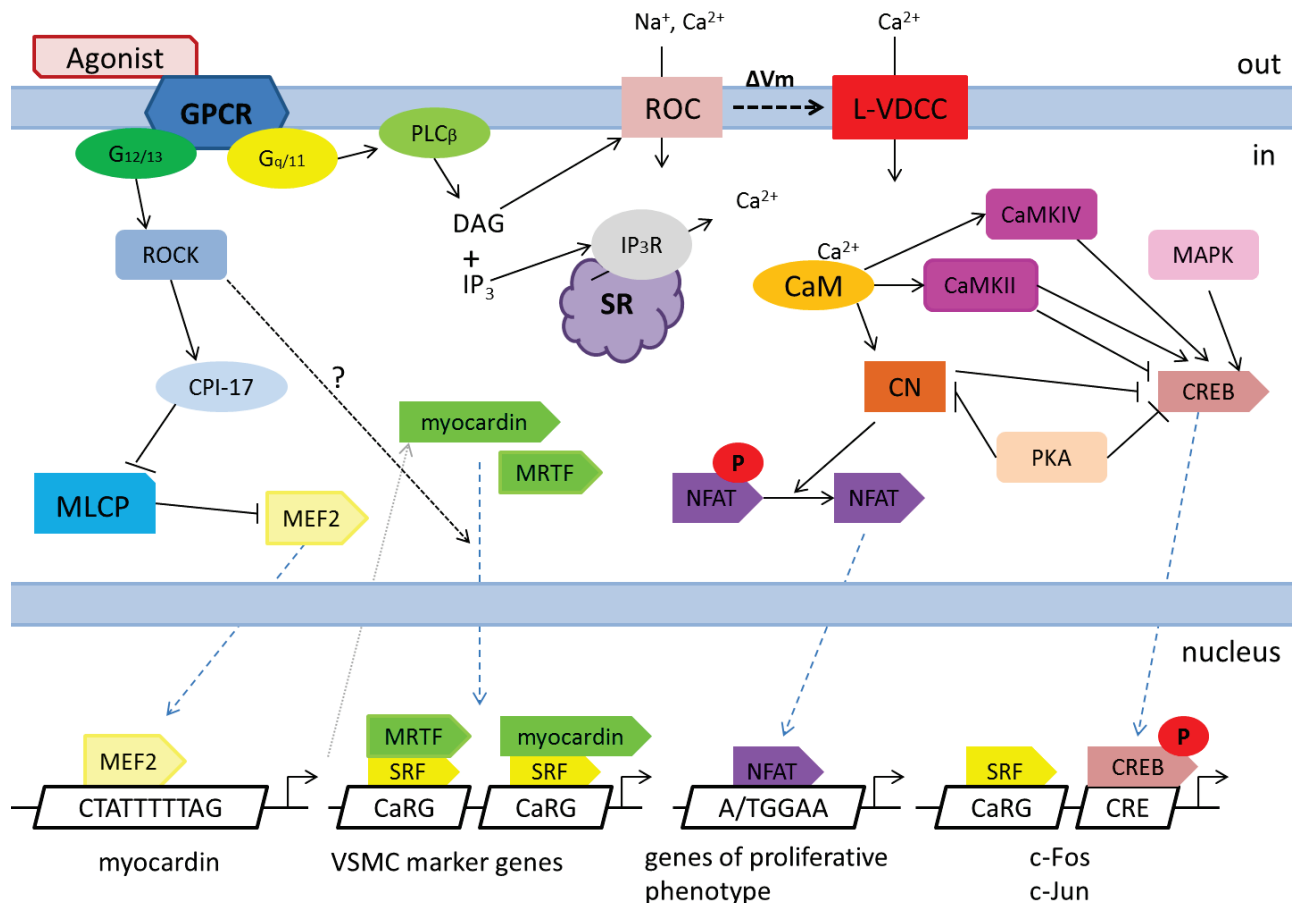 Na⁺, Ca²⁺
Ca²⁺
Agonist
out
ΔVm
GPCR
ROC
L-VDCC
PLCβ
G12/13
Gq/11
in
DAG
Ca²⁺
CaMKIV
ROCK
+
IP3R
Ca²⁺
MAPK
IP₃
SR
CaM
CaMKII
?
CPI-17
CN
CREB
myocardin
MRTF
P
PKA
MLCP
NFAT
NFAT
MEF2
nucleus
MRTF
myocardin
P
MEF2
SRF
SRF
NFAT
SRF
CREB
CTATTTTTAG
CaRG
CaRG
A/TGGAA
CaRG
CRE
myocardin
VSMC marker genes
genes of proliferative
phenotype
c-Fos
c-Jun